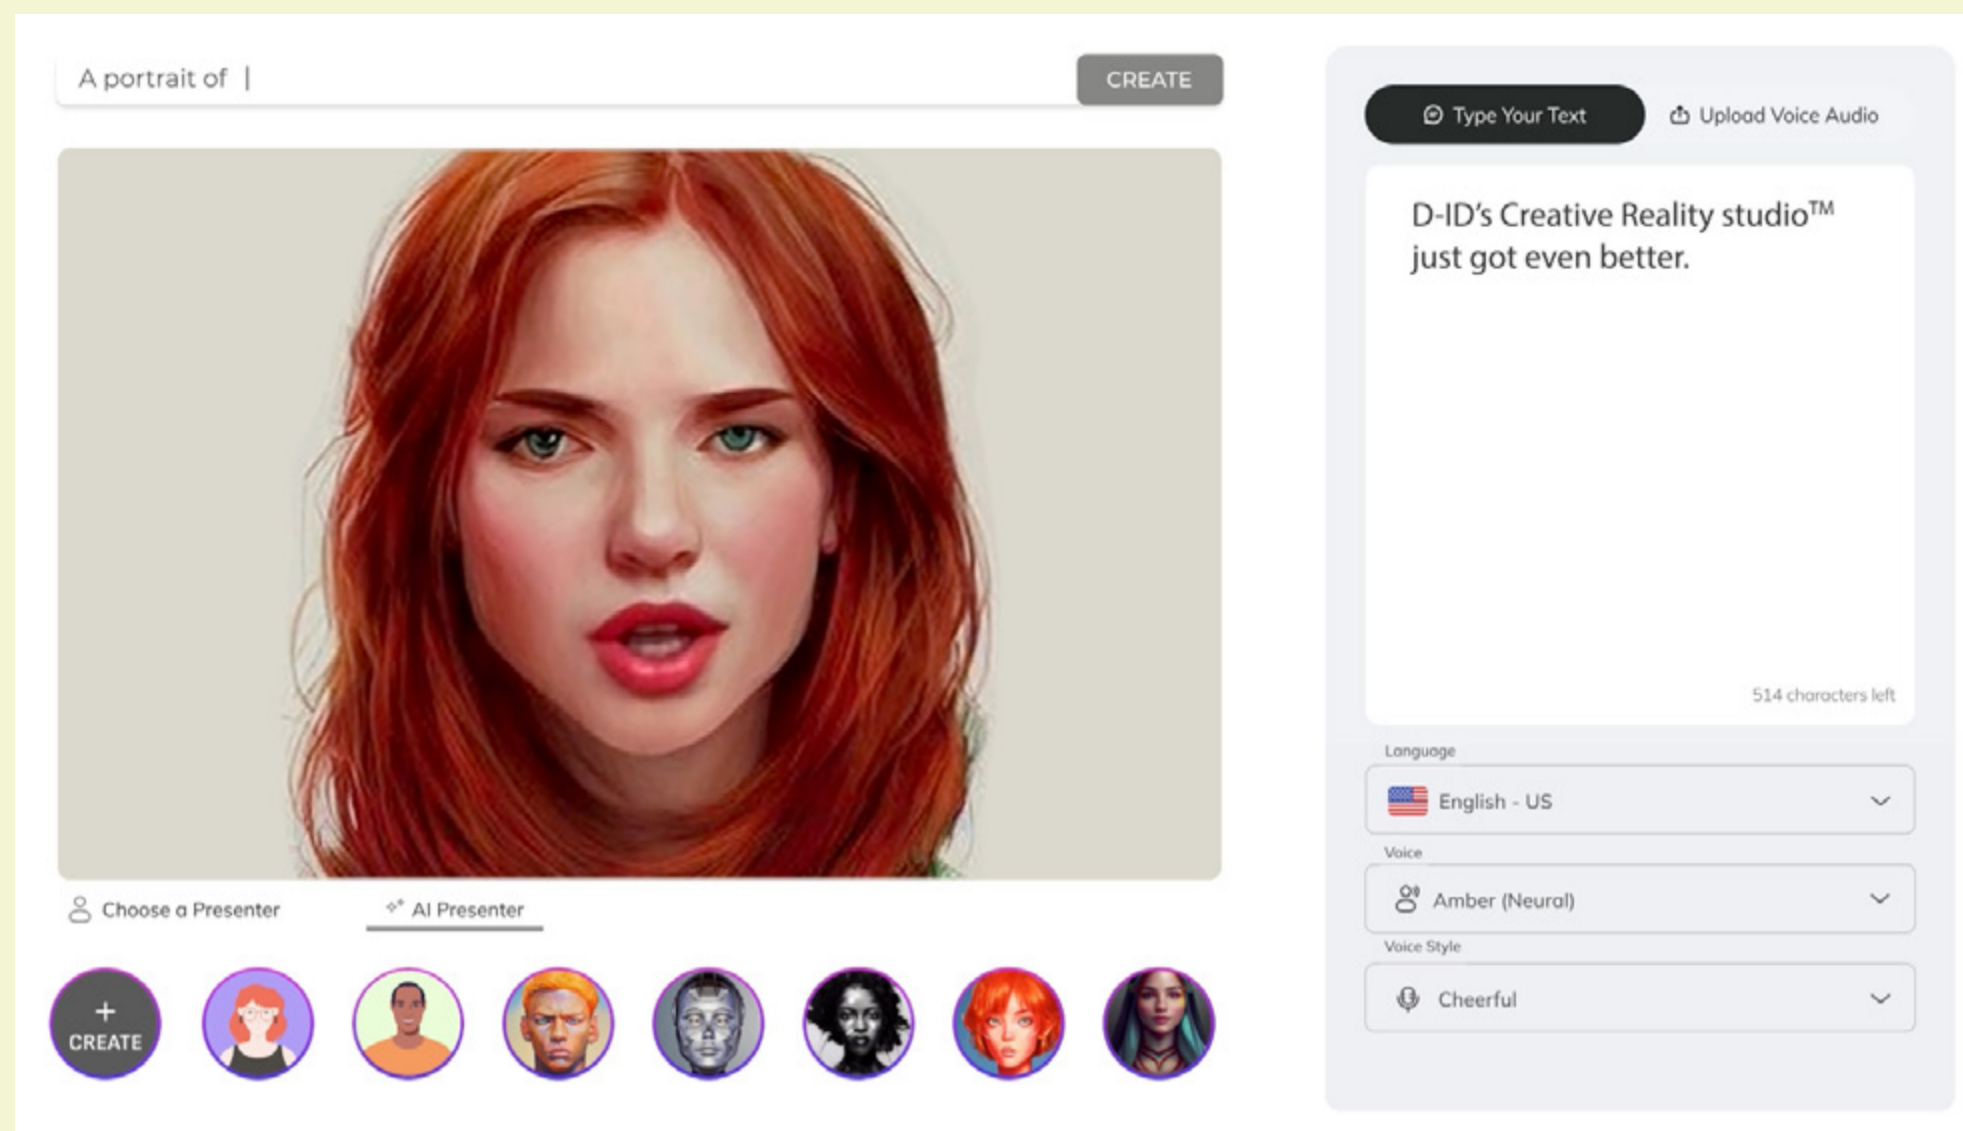 A portrait of |
CREATE
Choose a Presenter
AI Presenter
+
CREATE
Type Your Text
Upload Voice Audio
D-ID’s Creative Reality studio™
just got even better.
514 characters left
Language
English - US
Voice
Amber (Neural)
Voice Style
Cheerful